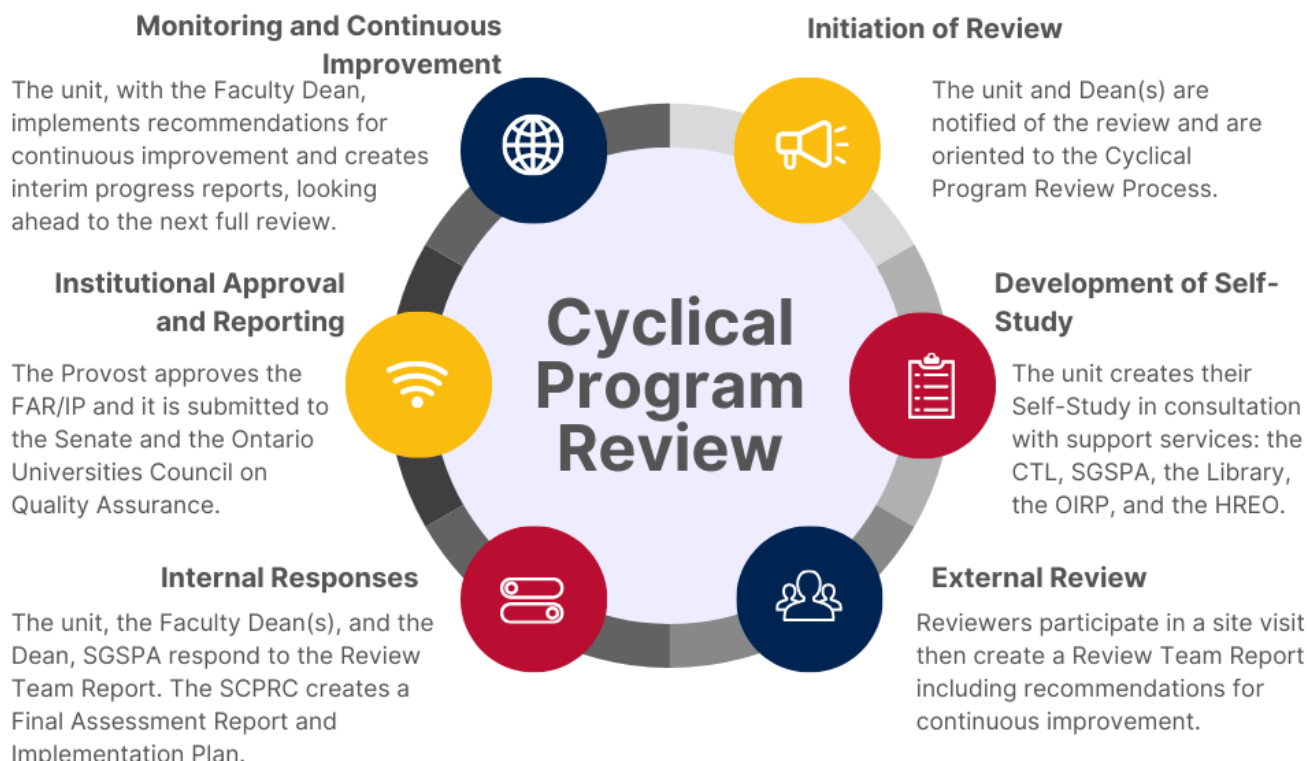 Cyclical
Program
Review
Initiation of Review
The unit and Dean(s) are
notified of the review and are
oriented to the Cyclical
Program Review Process.
Development of Self-
Study
The unit creates their
Self-Study in consultation
with support services: the
CTL, SGSPA, the Library,
the OIRP, and the HREO.
External Review
Reviewers participate in a site visit
then create a Review Team Report
including recommendations for
continuous improvement.
Internal Responses
The unit, the Faculty Dean(s), and the
Dean, SGSPA respond to the Review
Team Report. The SCPRC creates a
Final Assessment Report and
Implementation Plan.
Institutional Approval
and Reporting
The Provost approves the
FAR/IP and it is submitted to
the Senate and the Ontario
Universities Council on
Quality Assurance.
Monitoring and Continuous
Improvement
The unit, with the Faculty Dean,
implements recommendations for
continuous improvement and creates
interim progress reports, looking
ahead to the next full review.